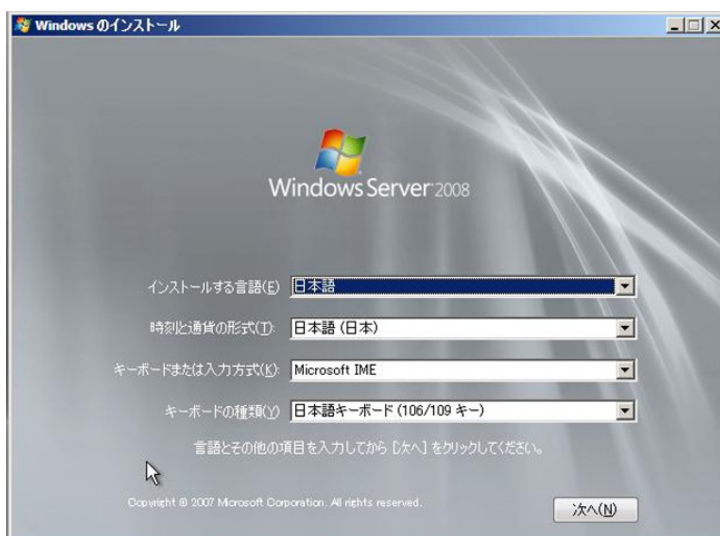 Windows のインストール
Windows Server 2008
インストールする言語(E) 日本語
時刻と通貨の形式(T): 日本語 (日本)
キーボードまたは入力方式(K): Microsoft IME
キーボードの種類(Y) 日本語キーボード (106/109 キー)
言語とその他の項目を入力してから [次へ] をクリックしてください。
Copyright © 2007 Microsoft Corporation. All rights reserved.
次へ(N)